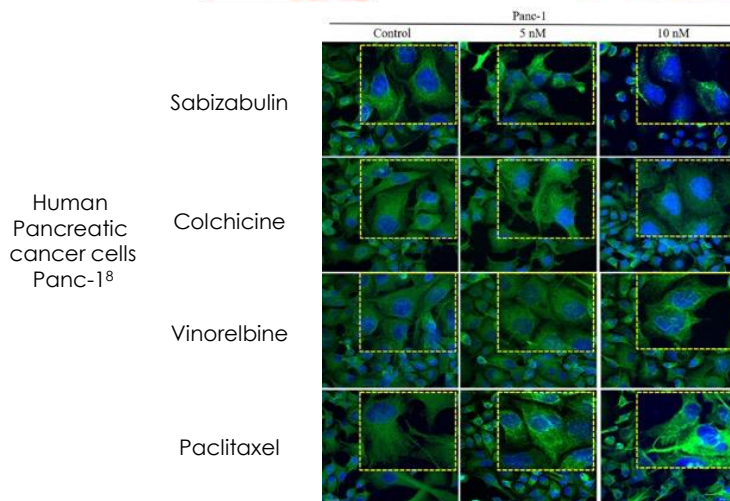 Panc-1
Control 5 nM 10 nM
Sabizabulin
Human
Pancreatic
cancer cells
Panc-1⁸
Colchicine
Vinorelbine
Paclitaxel